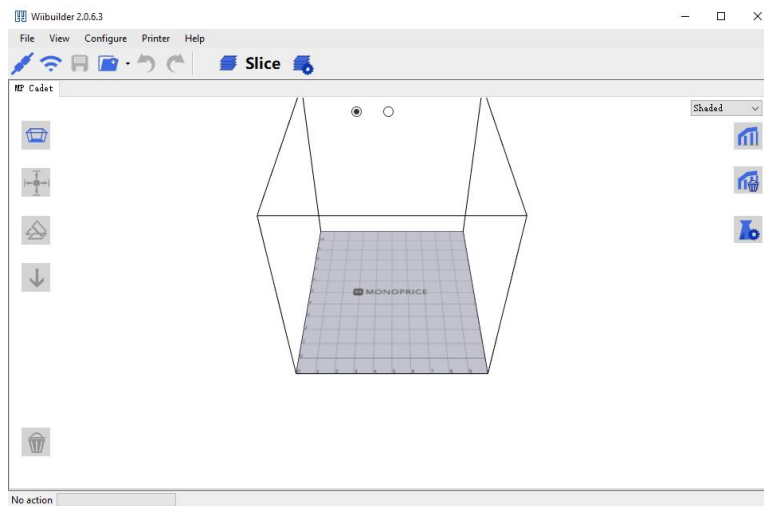 Wiibuilder 2.0.6.3
File View Configure Printer Help
Slice
MP Cadet
Shaded
MONOPRICE
No action